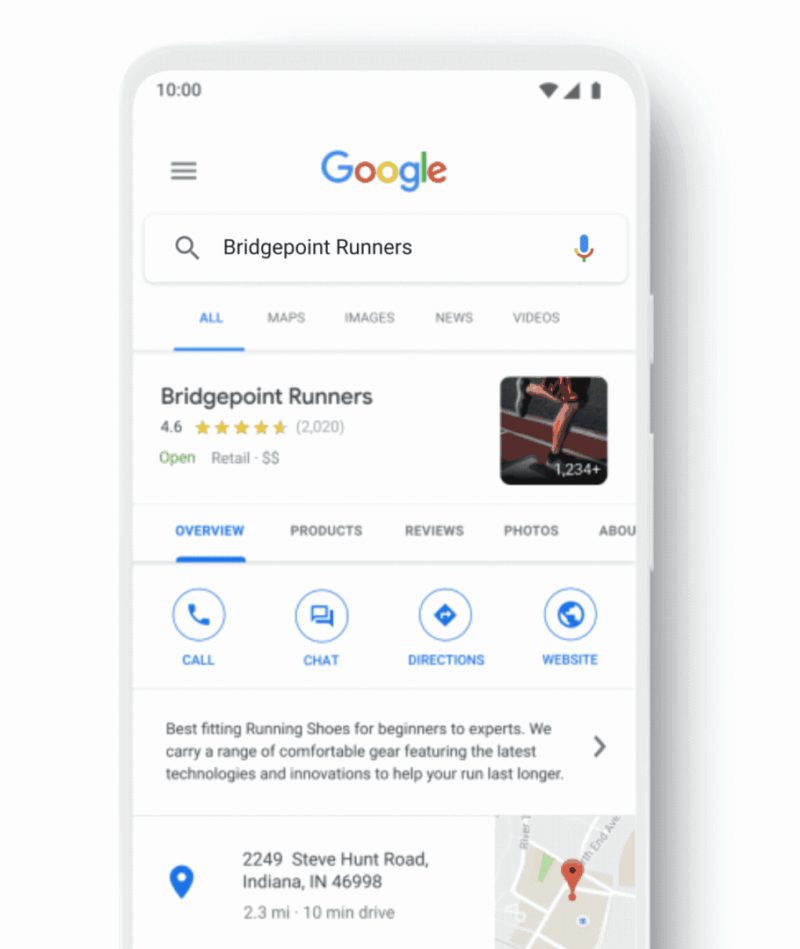 10:00
Google
Bridgepoint Runners
ALL MAPS IMAGES NEWS VIDEOS
Bridgepoint Runners
4.6 (2,020)
Open Retail · $$
1,234+
OVERVIEW PRODUCTS REVIEWS PHOTOS ABOU
CALL CHAT DIRECTIONS WEBSITE
Best fitting Running Shoes for beginners to experts. We
carry a range of comfortable gear featuring the latest
technologies and innovations to help your run last longer.
2249 Steve Hunt Road,
Indiana, IN 46998
2.3 mi · 10 min drive
River
rth End Ave